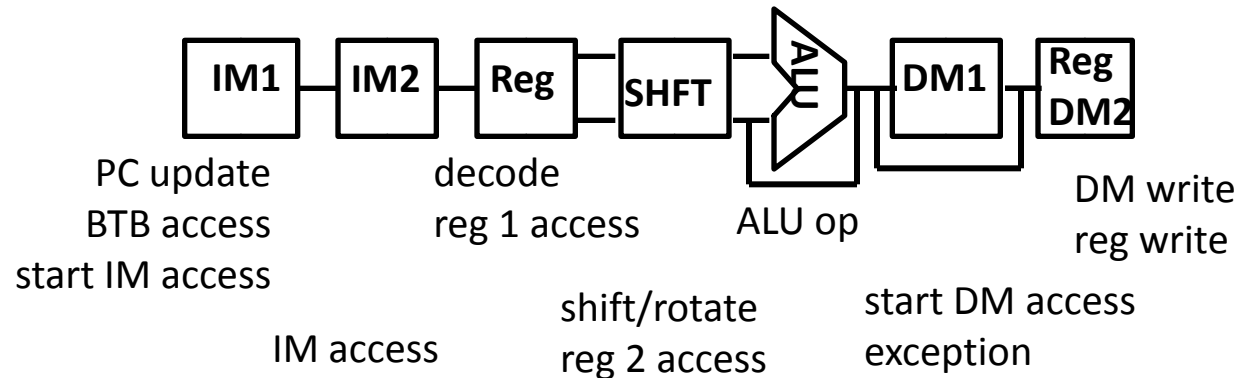 IM1
IM2
Reg
SHFT
ALU
DM1
Reg
DM2
PC update
BTB access
start IM access
IM access
decode
reg 1 access
shift/rotate
reg 2 access
ALU op
start DM access
exception
DM write
reg write